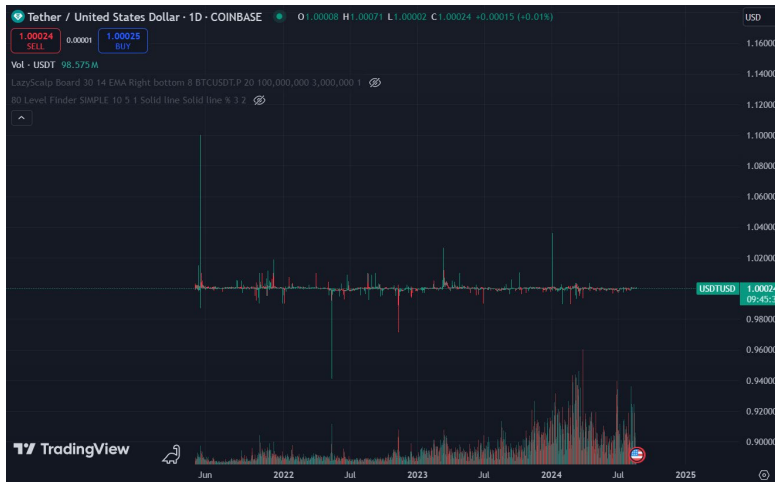 Tether / United States Dollar · 1D · COINBASE O1.00008 H1.00071 L1.00002 C1.00024 +0.00015 (+0.01%) USD
1.00024 0.00001 1.00025
SELL BUY
Vol · USDT 98.575 M
LazyScalp Board 30 14 EMA Right bottom 8 BTCUSDT.P 20 100,000,000 3,000,000 1
80 Level Finder SIMPLE 10 5 1 Solid line Solid line % 3 2
1.16000
1.14000
1.12000
1.10000
1.08000
1.06000
1.04000
1.02000
USDTUSD 1.00024
09:45:3
0.98000
0.96000
0.94000
0.92000
0.90000
TradingView
Jun 2022 Jul 2023 Jul 2024 Jul 2025